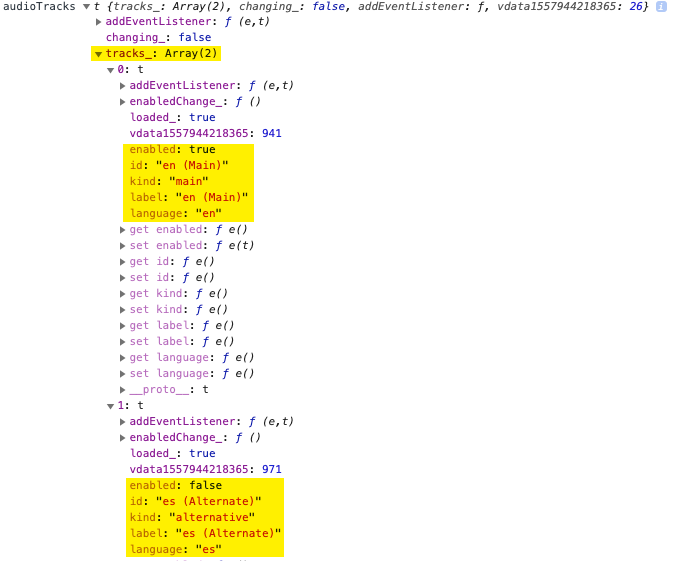 audioTracks ▼ t {tracks_: Array(2), changing_: false, addEventListener: ƒ, vdata1557944218365: 26} i
▶ addEventListener: ƒ (e,t)
changing_: false
▼ tracks_: Array(2)
▼ 0: t
▶ addEventListener: ƒ (e,t)
▶ enabledChange_: ƒ ()
loaded_: true
vdata1557944218365: 941
enabled: true
id: "en (Main)"
kind: "main"
label: "en (Main)"
language: "en"
▶ get enabled: ƒ e()
▶ set enabled: ƒ e(t)
▶ get id: ƒ e()
▶ set id: ƒ e()
▶ get kind: ƒ e()
▶ set kind: ƒ e()
▶ get label: ƒ e()
▶ set label: ƒ e()
▶ get language: ƒ e()
▶ set language: ƒ e()
▶ __proto__: t
▼ 1: t
▶ addEventListener: ƒ (e,t)
▶ enabledChange_: ƒ ()
loaded_: true
vdata1557944218365: 971
enabled: false
id: "es (Alternate)"
kind: "alternative"
label: "es (Alternate)"
language: "es"